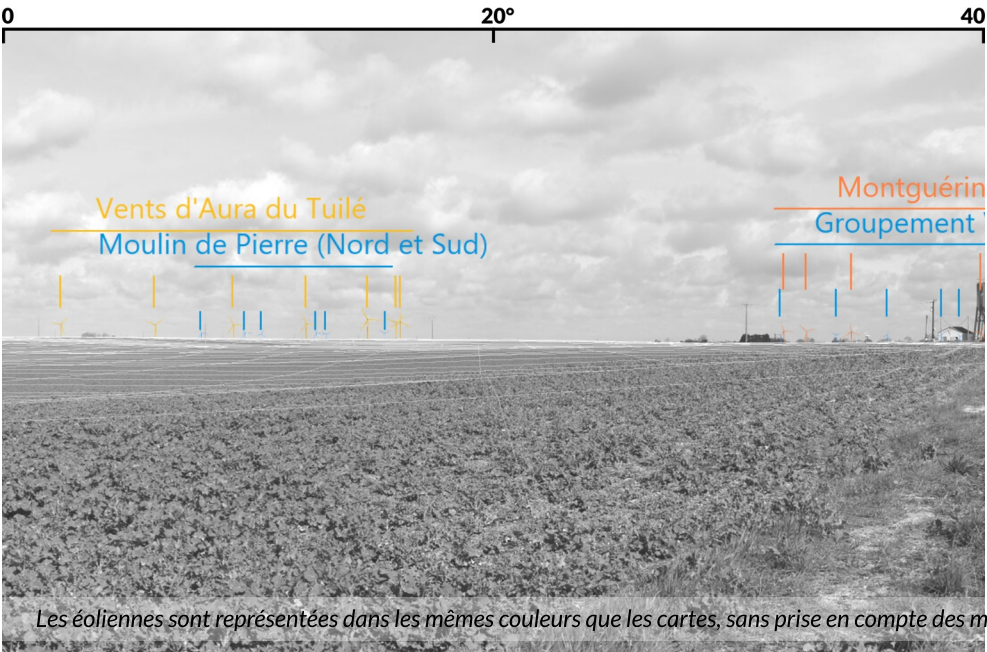 0 20° 40
Vents d'Aura du Tuilé
Moulin de Pierre (Nord et Sud)
Montguérin
Groupement
Les éoliennes sont représentées dans les mêmes couleurs que les cartes, sans prise en compte des m